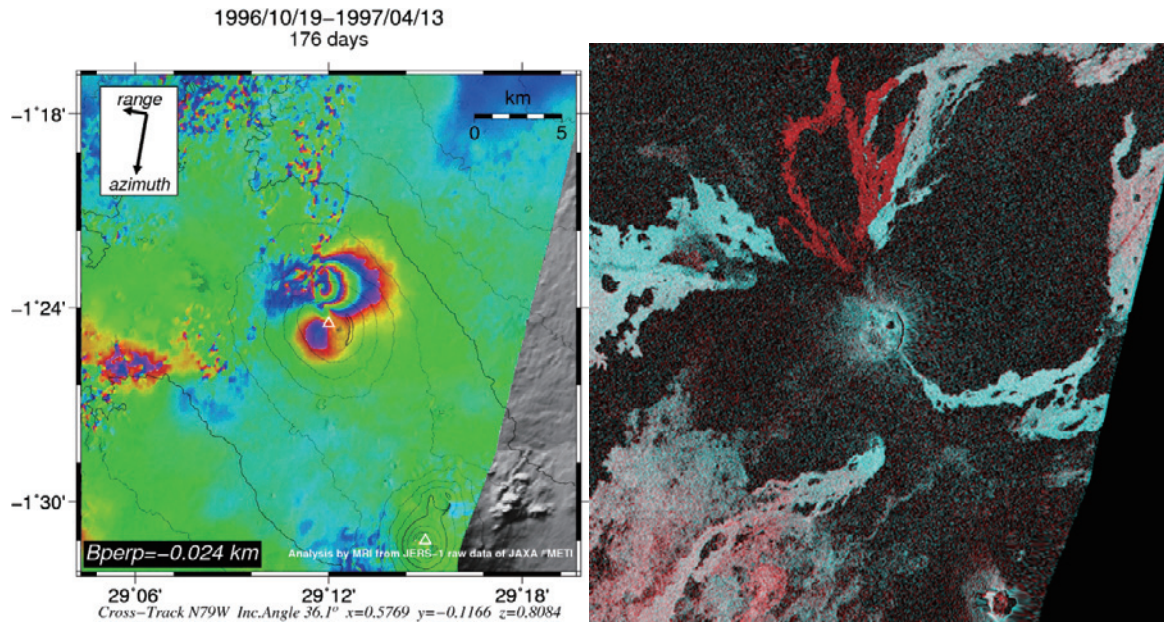 1996/10/19–1997/04/13
176 days
range
azimuth
km
0 5
-1°18'
-1°24'
-1°30'
Bperp=-0.024 km
Analysis by MRI from JERS-1 raw data of JAXA / METI
29°06' 29°12' 29°18'
Cross-Track N79W Inc.Angle 36.1° x=0.5769 y=-0.1166 z=0.8084